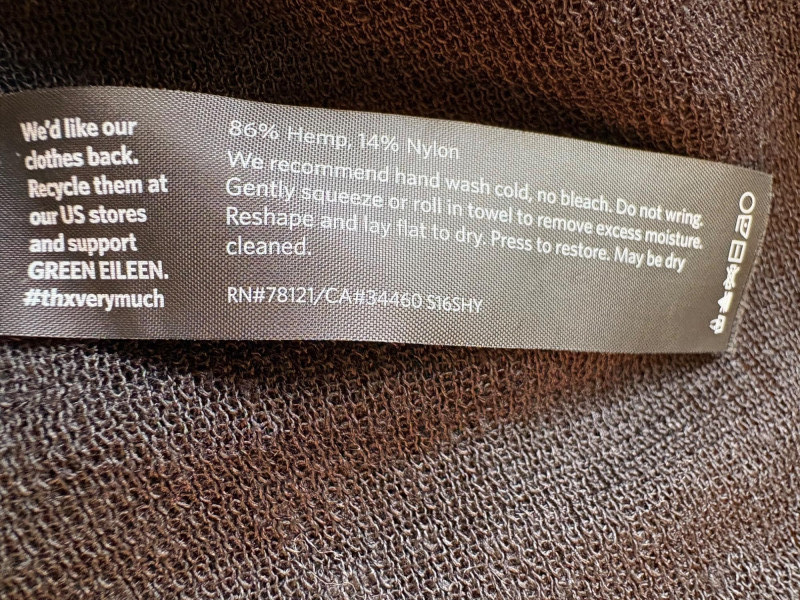 We'd like our
clothes back.
Recycle them at
our US stores
and support
GREEN EILEEN.
#thxverymuch
86% Hemp, 14% Nylon
We recommend hand wash cold, no bleach. Do not wring.
Gently squeeze or roll in towel to remove excess moisture.
Reshape and lay flat to dry. Press to restore. May be dry
cleaned.
RN#78121/CA#34460 S16SHY